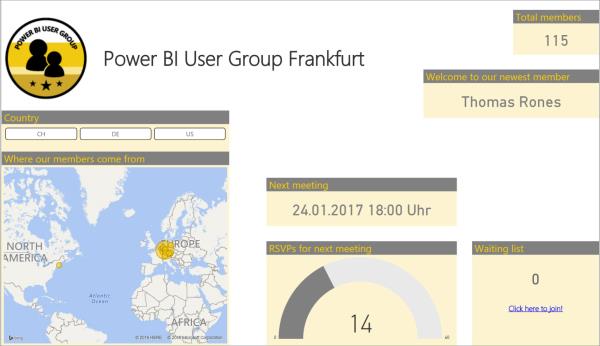 POWER BI USER GROUP
Power BI User Group Frankfurt
Total members
115
Welcome to our newest member
Thomas Rones
Country
CH DE US
Where our members come from
NORTH AMERICA
EUROPE
Atlantic Ocean
AFRICA
bing
© 2016 HERE © 2016 Microsoft Corporation
Next meeting
24.01.2017 18:00 Uhr
RSVPs for next meeting
14
0 60
Waiting list
0
Click here to join!